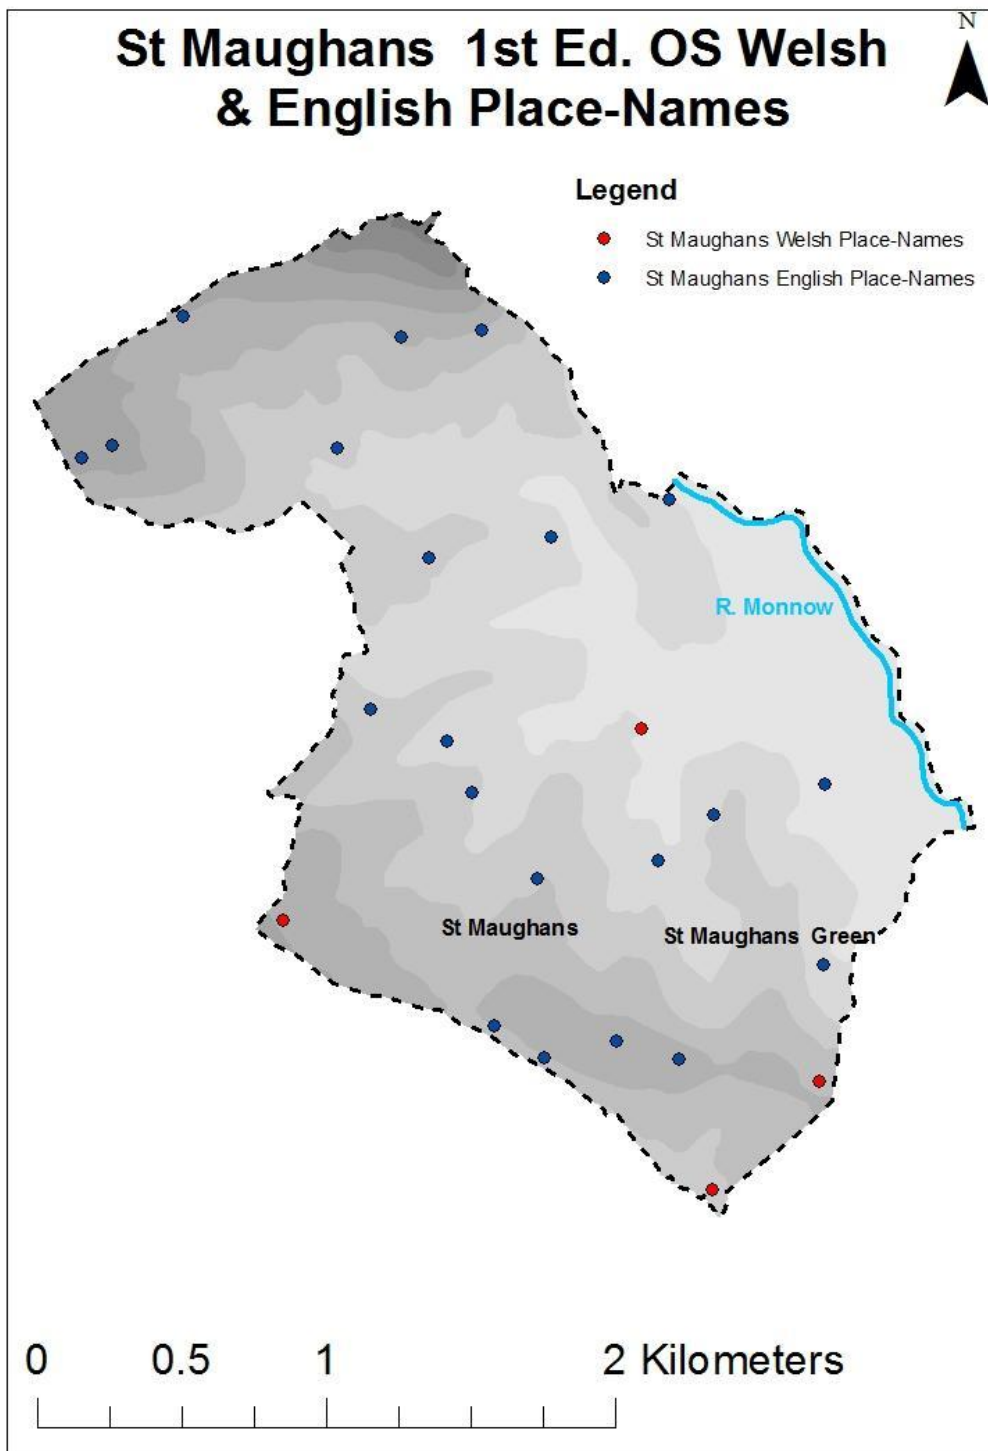 St Maughans 1st Ed. OS Welsh
& English Place-Names
N
Legend
St Maughans Welsh Place-Names
St Maughans English Place-Names
R. Monnow
St Maughans
St Maughans Green
0 0.5 1 2 Kilometers